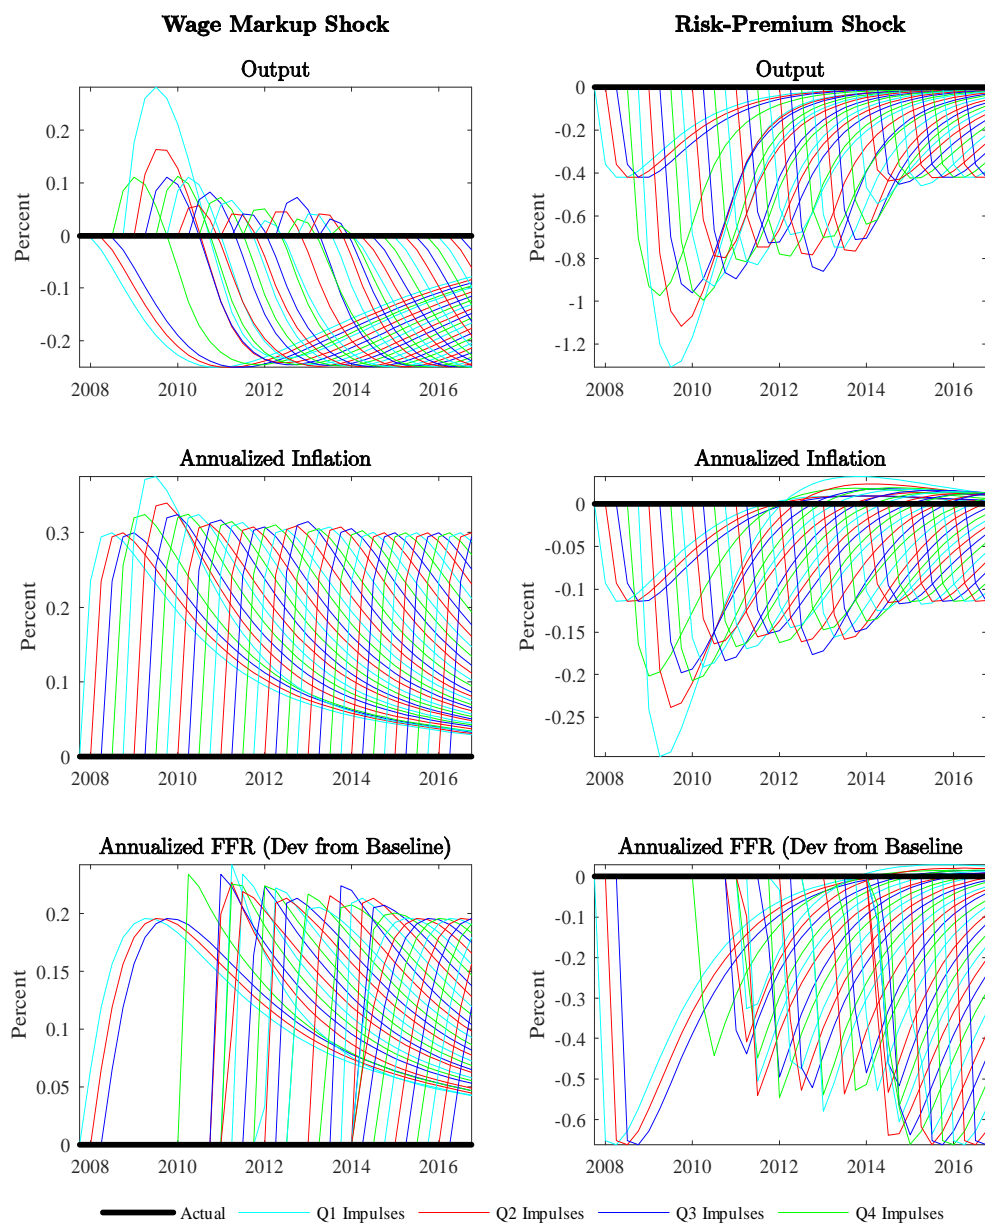 Wage Markup Shock
Risk-Premium Shock
Output
Percent
0.2
0.1
0
-0.1
-0.2
2008 2010 2012 2014 2016
Output
Percent
0
-0.2
-0.4
-0.6
-0.8
-1
-1.2
2008 2010 2012 2014 2016
Annualized Inflation
Percent
0.3
0.2
0.1
0
2008 2010 2012 2014 2016
Annualized Inflation
Percent
0
-0.05
-0.1
-0.15
-0.2
-0.25
2008 2010 2012 2014 2016
Annualized FFR (Dev from Baseline)
Percent
0.2
0.15
0.1
0.05
0
2008 2010 2012 2014 2016
Annualized FFR (Dev from Baseline
Percent
0
-0.1
-0.2
-0.3
-0.4
-0.5
-0.6
2008 2010 2012 2014 2016
Actual Q1 Impulses Q2 Impulses Q3 Impulses Q4 Impulses